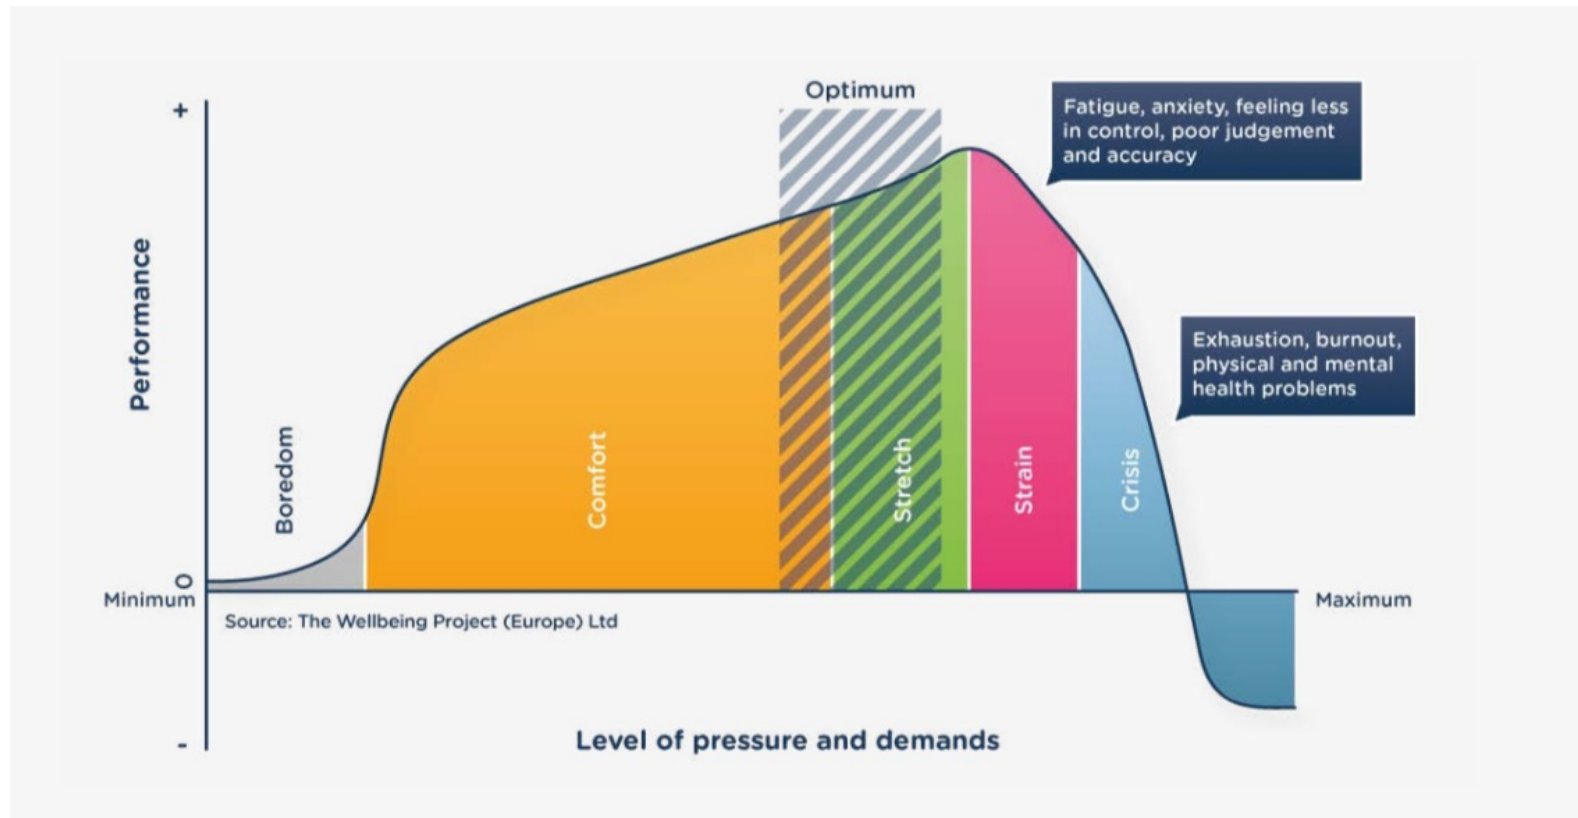 Optimum
+
Fatigue, anxiety, feeling less
in control, poor judgement
and accuracy
Performance
Exhaustion, burnout,
physical and mental
health problems
Boredom
Comfort
Stretch
Strain
Crisis
0
Minimum
Maximum
Source: The Wellbeing Project (Europe) Ltd
-
Level of pressure and demands